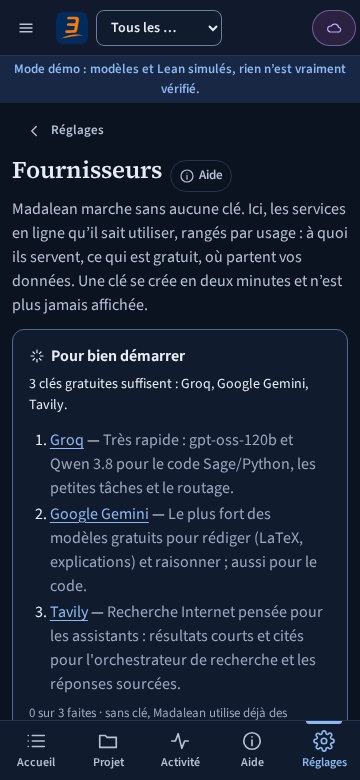 Tous les …
Mode démo : modèles et Lean simulés, rien n’est vraiment
vérifié.
Réglages
Fournisseurs
Aide
Madalean marche sans aucune clé. Ici, les services
en ligne qu’il sait utiliser, rangés par usage : à quoi
ils servent, ce qui est gratuit, où partent vos
données. Une clé se crée en deux minutes et n’est
plus jamais affichée.
Pour bien démarrer
3 clés gratuites suffisent : Groq, Google Gemini,
Tavily.
1. Groq — Très rapide : gpt-oss-120b et
Qwen 3.8 pour le code Sage/Python, les
petites tâches et le routage.
2. Google Gemini — Le plus fort des
modèles gratuits pour rédiger (LaTeX,
explications) et raisonner ; aussi pour le
code.
3. Tavily — Recherche Internet pensée pour
les assistants : résultats courts et cités
pour l'orchestrateur de recherche et les
réponses sourcées.
0 sur 3 faites · sans clé, Madalean utilise déjà des
Accueil
Projet
Activité
Aide
Réglages